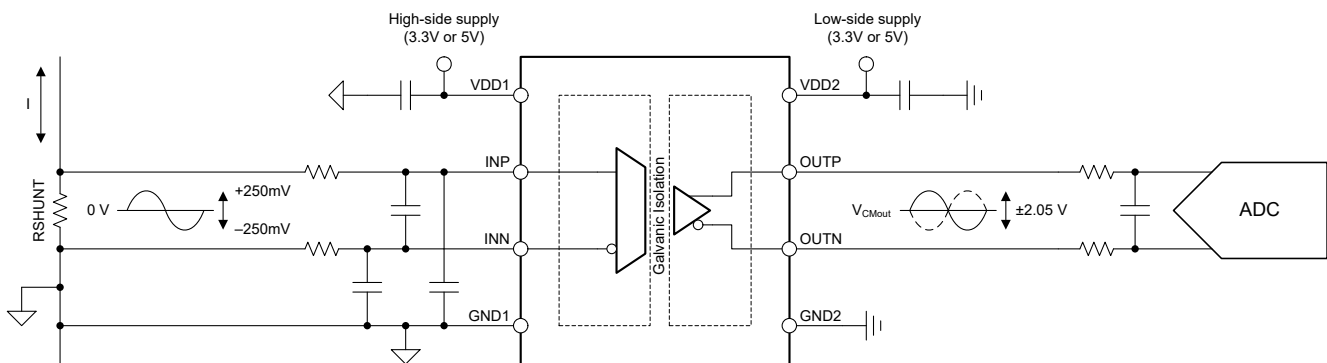 High-side supply
(3.3V or 5V)
Low-side supply
(3.3V or 5V)
VDD1
VDD2
I
INP
OUTP
RSHUNT
0 V
+250mV
–250mV
Galvanic Isolation
VCMout
±2.05 V
ADC
INN
OUTN
GND1
GND2